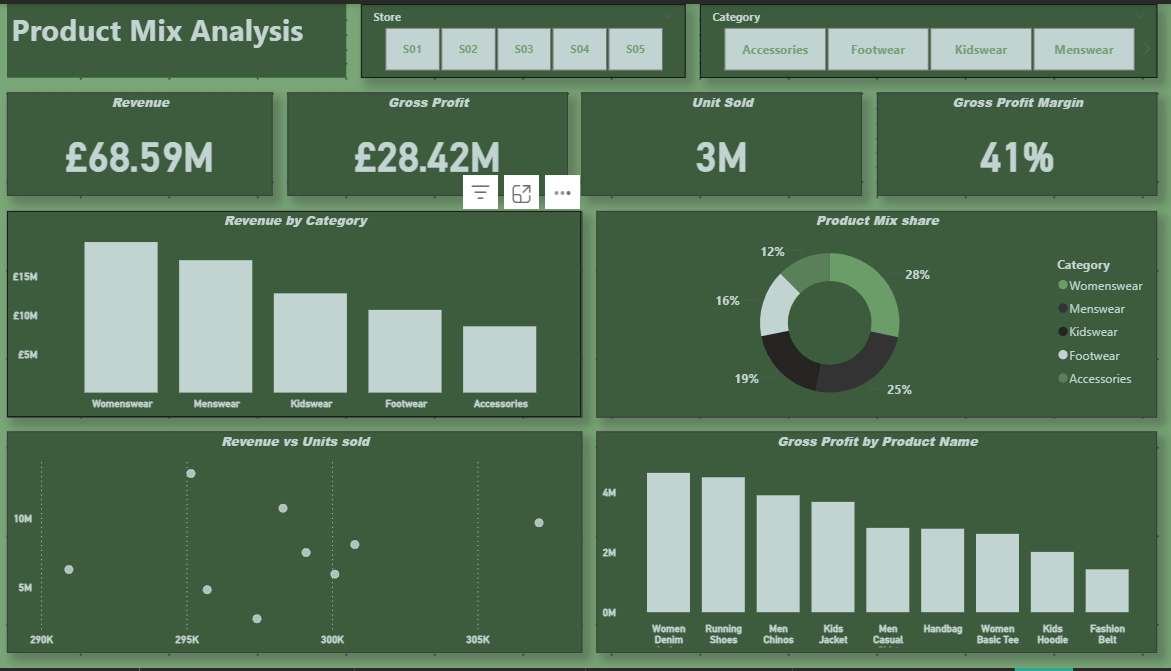 Product Mix Analysis
Store
S01 S02 S03 S04 S05
Category
Accessories Footwear Kidswear Menswear
Revenue
£68.59M
Gross Profit
£28.42M
Unit Sold
3M
Gross Profit Margin
41%
Revenue by Category
£15M
£10M
£5M
Womenswear Menswear Kidswear Footwear Accessories
Product Mix share
12%
28%
16%
19%
25%
Category
Womenswear
Menswear
Kidswear
Footwear
Accessories
Revenue vs Units sold
10M
5M
290K 295K 300K 305K
Gross Profit by Product Name
4M
2M
0M
Women Denim
Running Shoes
Men Chinos
Kids Jacket
Men Casual
Handbag
Women Basic Tee
Kids Hoodie
Fashion Belt